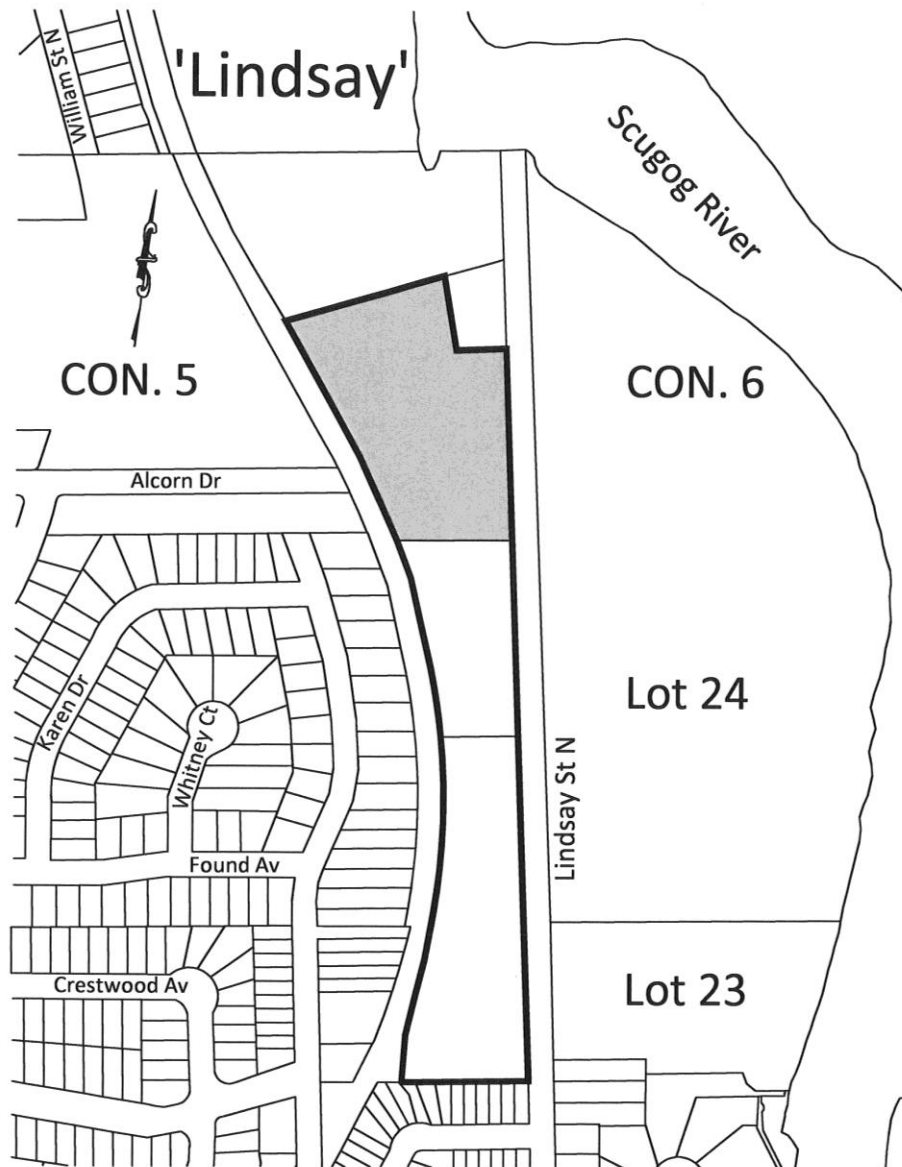 William St N
'Lindsay'
Scugog River
CON. 5
CON. 6
Alcorn Dr
Karen Dr
Whitney Ct
Lot 24
Lindsay St N
Found Av
Crestwood Av
Lot 23